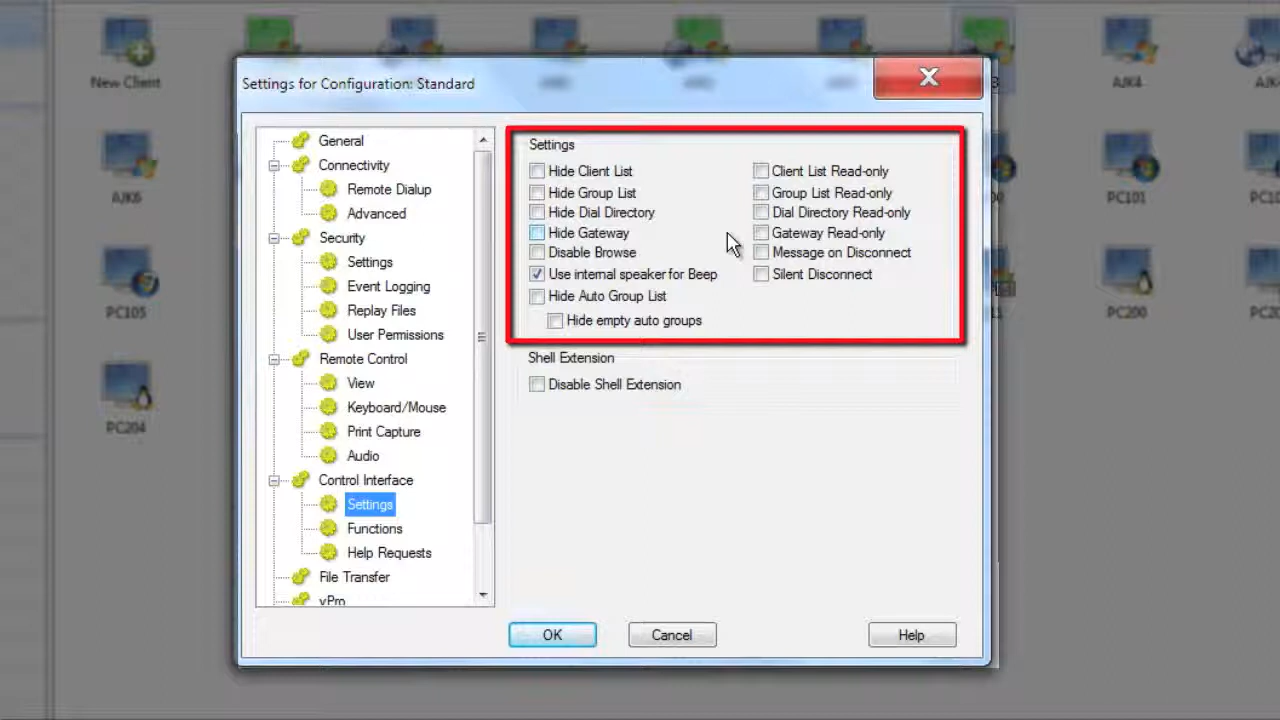 New Client
AJK4
AJK6
PC101
PC105
PC200
PC204
Settings for Configuration: Standard
General
Connectivity
Remote Dialup
Advanced
Security
Settings
Event Logging
Replay Files
User Permissions
Remote Control
View
Keyboard/Mouse
Print Capture
Audio
Control Interface
Settings
Functions
Help Requests
File Transfer
vPro
Settings
Hide Client List
Client List Read-only
Hide Group List
Group List Read-only
Hide Dial Directory
Dial Directory Read-only
Hide Gateway
Gateway Read-only
Disable Browse
Message on Disconnect
Use internal speaker for Beep
Silent Disconnect
Hide Auto Group List
Hide empty auto groups
Shell Extension
Disable Shell Extension
OK
Cancel
Help